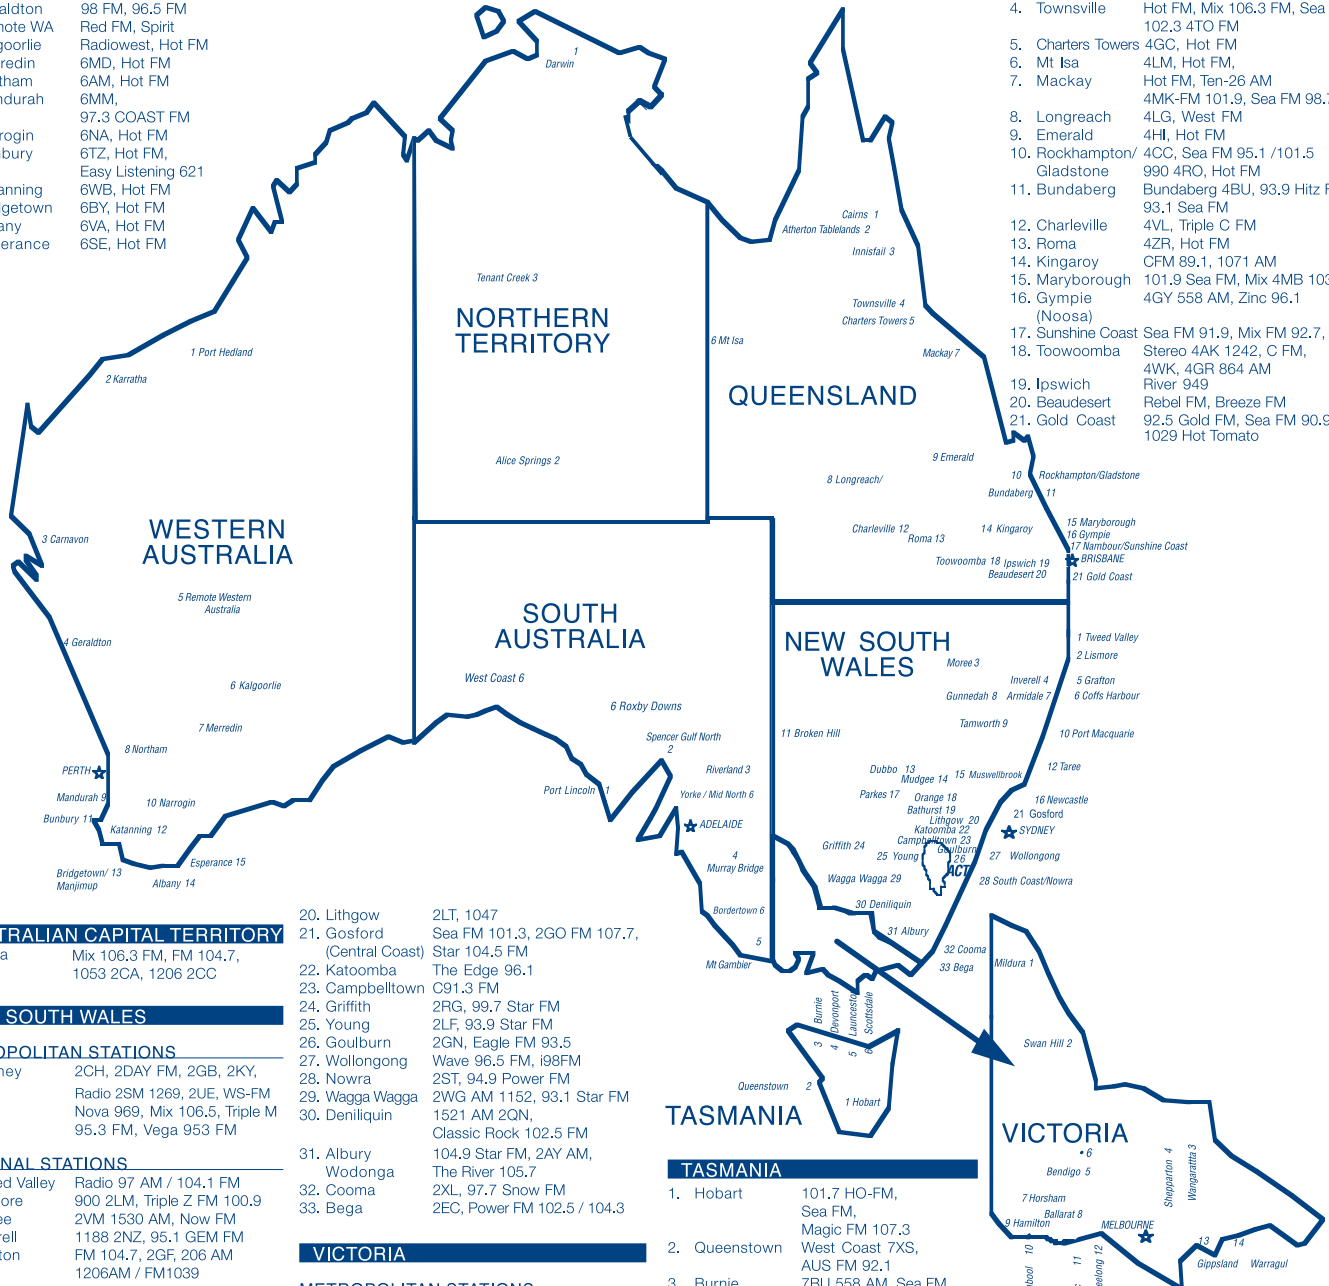 aldton 98 FM, 96.5 FM
note WA Red FM, Spirit
goorlie Radiowest, Hot FM
redin 6MD, Hot FM
tham 6AM, Hot FM
ndurah 6MM,
97.3 COAST FM
rogin 6NA, Hot FM
bury 6TZ, Hot FM,
Easy Listening 621
anning 6WB, Hot FM
lgetown 6BY, Hot FM
any 6VA, Hot FM
erance 6SE, Hot FM
4. Townsville Hot FM, Mix 106.3 FM, Sea
102.3 4TO FM
5. Charters Towers 4GC, Hot FM
6. Mt Isa 4LM, Hot FM,
7. Mackay Hot FM, Ten-26 AM
4MK-FM 101.9, Sea FM 98.7
8. Longreach 4LG, West FM
9. Emerald 4HI, Hot FM
10. Rockhampton/ 4CC, Sea FM 95.1 /101.5
Gladstone 990 4RO, Hot FM
11. Bundaberg Bundaberg 4BU, 93.9 Hitz F
93.1 Sea FM
12. Charleville 4VL, Triple C FM
13. Roma 4ZR, Hot FM
14. Kingaroy CFM 89.1, 1071 AM
15. Maryborough 101.9 Sea FM, Mix 4MB 103
16. Gympie 4GY 558 AM, Zinc 96.1
(Noosa)
17. Sunshine Coast Sea FM 91.9, Mix FM 92.7,
18. Toowoomba Stereo 4AK 1242, C FM,
4WK, 4GR 864 AM
19. Ipswich River 949
20. Beaudesert Rebel FM, Breeze FM
21. Gold Coast 92.5 Gold FM, Sea FM 90.9
1029 Hot Tomato
1
Darwin
Tenant Creek 3
NORTHERN
TERRITORY
Alice Springs 2
Cairns 1
Atherton Tablelands 2
Innisfail 3
Townsville 4
Charters Towers 5
6 Mt Isa
Mackay 7
QUEENSLAND
9 Emerald
8 Longreach/
10 Rockhampton/Gladstone
Bundaberg 11
Charleville 12
Roma 13
14 Kingaroy
15 Maryborough
16 Gympie
17 Nambour/Sunshine Coast
BRISBANE
Toowoomba 18 Ipswich 19
Beaudesert 20
21 Gold Coast
1 Port Hedland
2 Karratha
WESTERN
AUSTRALIA
3 Carnavon
5 Remote Western
Australia
4 Geraldton
6 Kalgoorlie
7 Merredin
8 Northam
PERTH
Mandurah 9
10 Narrogin
Bunbury 11
Katanning 12
Esperance 15
Bridgetown/ 13
Manjimup
Albany 14
SOUTH
AUSTRALIA
West Coast 6
6 Roxby Downs
Spencer Gulf North
2
Riverland 3
Port Lincoln 1
Yorke / Mid North 6
ADELAIDE
4
Murray Bridge
Bordertown 6
5
Mt Gambier
NEW SOUTH
WALES
1 Tweed Valley
2 Lismore
Moree 3
Inverell 4
5 Grafton
Gunnedah 8
Armidale 7
6 Coffs Harbour
Tamworth 9
10 Port Macquarie
11 Broken Hill
12 Taree
Dubbo 13
Mudgee 14
15 Muswellbrook
Parkes 17
Orange 18
16 Newcastle
Bathurst 19
21 Gosford
Lithgow 20
Katoomba 22
SYDNEY
Campbelltown 23
Griffith 24
Goulburn
26
25 Young
27 Wollongong
ACT
Wagga Wagga 29
28 South Coast/Nowra
30 Deniliquin
31 Albury
32 Cooma
33 Bega
TRALIAN CAPITAL TERRITORY
a Mix 106.3 FM, FM 104.7,
1053 2CA, 1206 2CC
SOUTH WALES
OPOLITAN STATIONS
ney 2CH, 2DAY FM, 2GB, 2KY,
Radio 2SM 1269, 2UE, WS-FM
Nova 969, Mix 106.5, Triple M
95.3 FM, Vega 953 FM
NAL STATIONS
ed Valley Radio 97 AM / 104.1 FM
ore 900 2LM, Triple Z FM 100.9
ee 2VM 1530 AM, Now FM
rell 1188 2NZ, 95.1 GEM FM
ton FM 104.7, 2GF, 206 AM
1206AM / FM1039
20. Lithgow 2LT, 1047
21. Gosford Sea FM 101.3, 2GO FM 107.7,
(Central Coast) Star 104.5 FM
22. Katoomba The Edge 96.1
23. Campbelltown C91.3 FM
24. Griffith 2RG, 99.7 Star FM
25. Young 2LF, 93.9 Star FM
26. Goulburn 2GN, Eagle FM 93.5
27. Wollongong Wave 96.5 FM, i98FM
28. Nowra 2ST, 94.9 Power FM
29. Wagga Wagga 2WG AM 1152, 93.1 Star FM
30. Deniliquin 1521 AM 2QN,
Classic Rock 102.5 FM
31. Albury 104.9 Star FM, 2AY AM,
Wodonga The River 105.7
32. Cooma 2XL, 97.7 Snow FM
33. Bega 2EC, Power FM 102.5 / 104.3
VICTORIA
METROPOLITAN STATIONS
Burnie 3
Devonport 4
Launceston 5
Scottsdale 6
Queenstown 2
1 Hobart
TASMANIA
TASMANIA
1. Hobart 101.7 HO-FM,
Sea FM,
Magic FM 107.3
2. Queenstown West Coast 7XS,
AUS FM 92.1
3. Burnie 7BU 558 AM, Sea FM
Mildura 1
Swan Hill 2
VICTORIA
6
Bendigo 5
Shepparton 4
Wangarattta 3
7 Horsham
Ballarat 8
9 Hamilton
MELBOURNE
10
11
12
13
14
Gippsland
Warragul